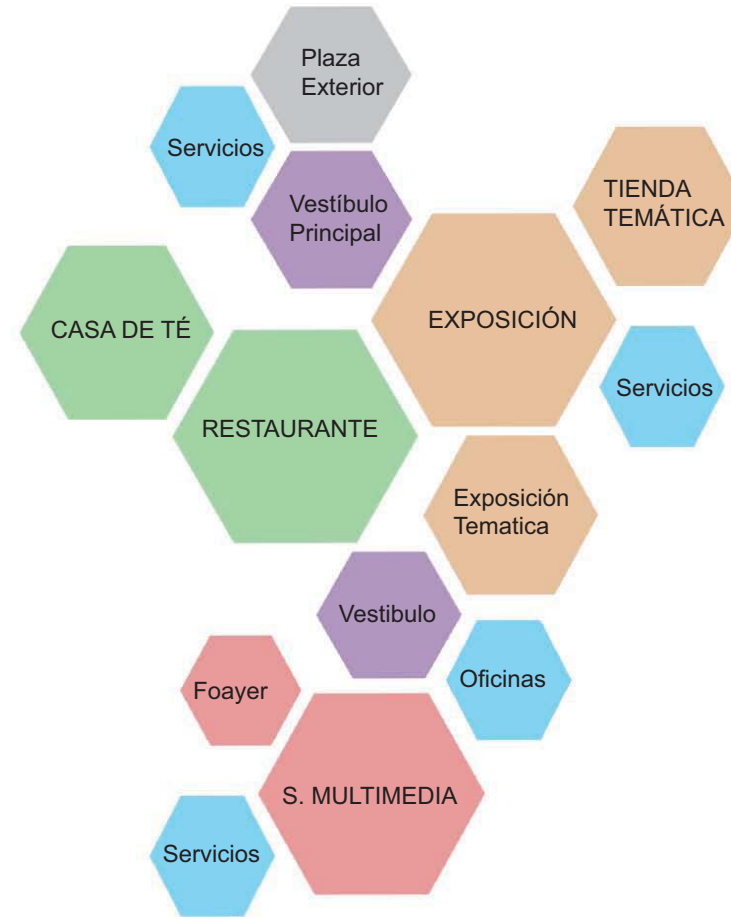 Plaza
Exterior
Servicios
Vestíbulo
Principal
TIENDA
TEMÁTICA
CASA DE TÉ
EXPOSICIÓN
Servicios
RESTAURANTE
Exposición
Tematica
Vestibulo
Foayer
Oficinas
S. MULTIMEDIA
Servicios